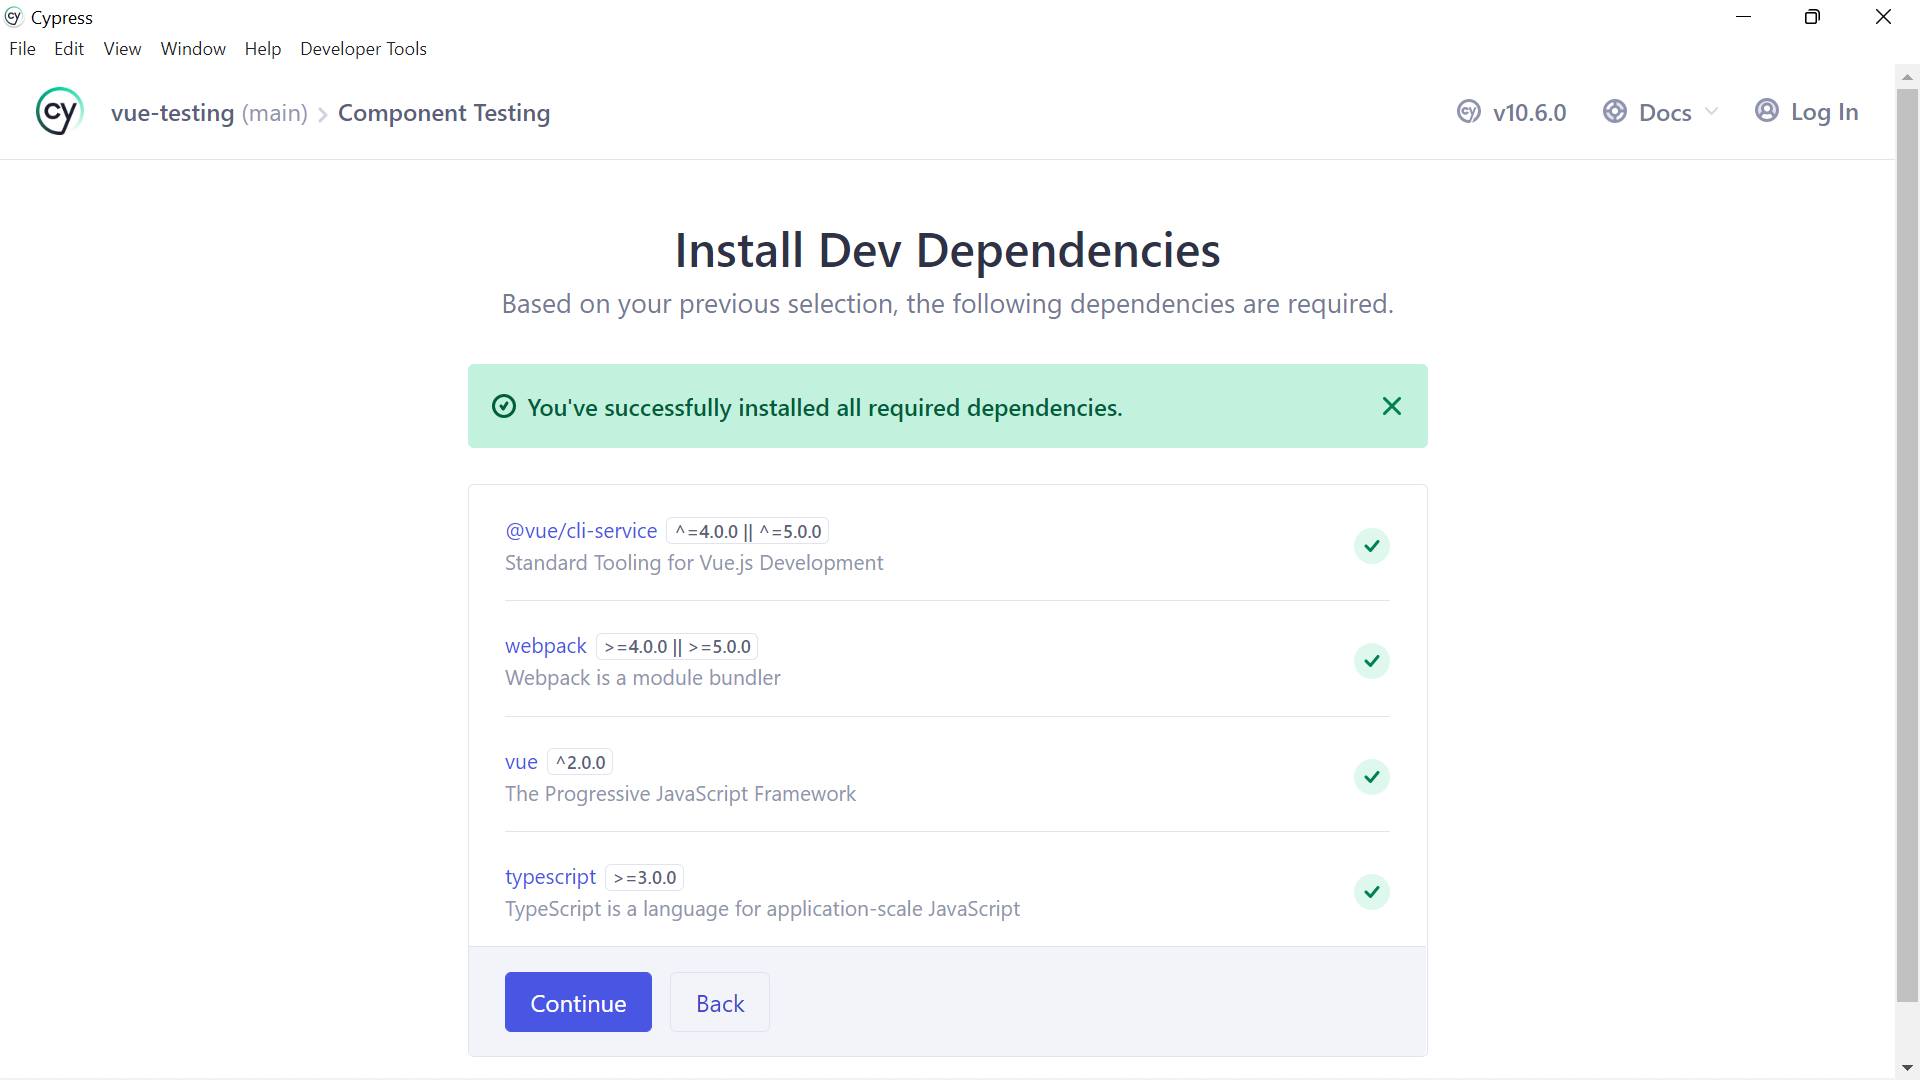 Cypress
File Edit View Window Help Developer Tools
cy vue-testing (main) > Component Testing
v10.6.0 Docs Log In
Install Dev Dependencies
Based on your previous selection, the following dependencies are required.
You've successfully installed all required dependencies.
@vue/cli-service ^=4.0.0 || ^=5.0.0
Standard Tooling for Vue.js Development
webpack >=4.0.0 || >=5.0.0
Webpack is a module bundler
vue ^2.0.0
The Progressive JavaScript Framework
typescript >=3.0.0
TypeScript is a language for application-scale JavaScript
Continue Back